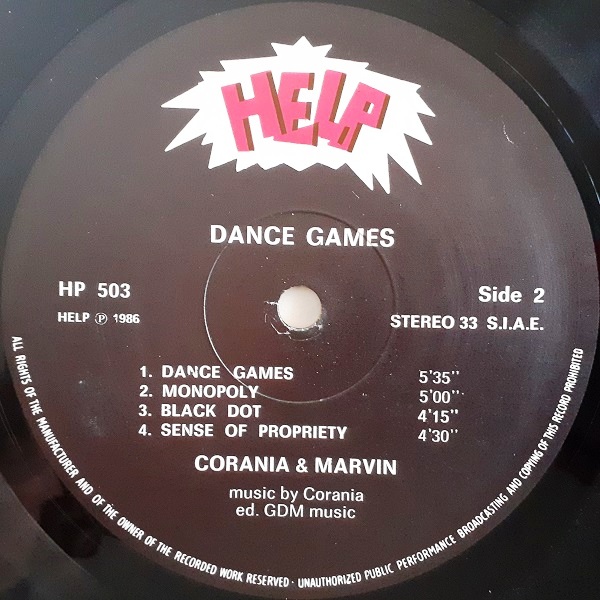 HELP
DANCE GAMES
HP 503
Side 2
HELP ℗ 1986
STEREO 33 S.I.A.E.
1. DANCE GAMES 5'35"
2. MONOPOLY 5'00"
3. BLACK DOT 4'15"
4. SENSE OF PROPRIETY 4'30"
CORANIA & MARVIN
music by Corania
ed. GDM music
ALL RIGHTS OF THE MANUFACTURER AND OF THE OWNER OF THE RECORDED WORK RESERVED · UNAUTHORIZED PUBLIC PERFORMANCE BROADCASTING AND COPYING OF THIS RECORD PROHIBITED